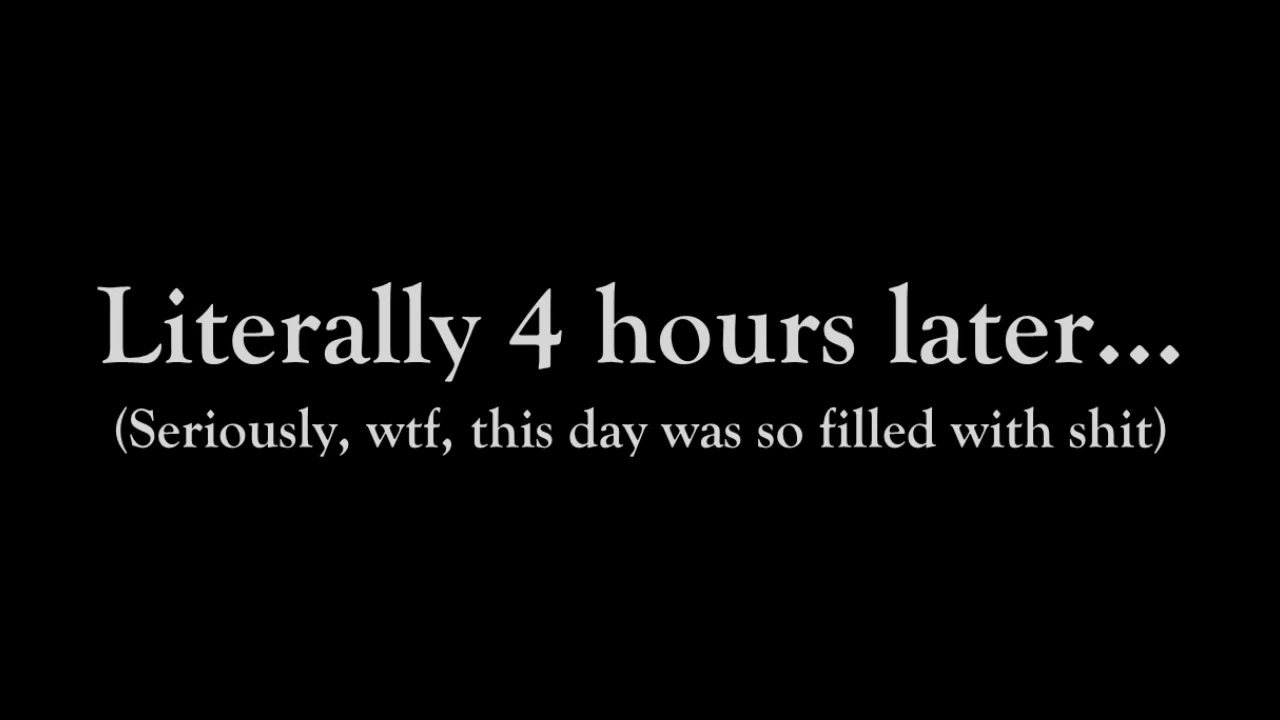 Literally 4 hours later...
(Seriously, wtf, this day was so filled with shit)